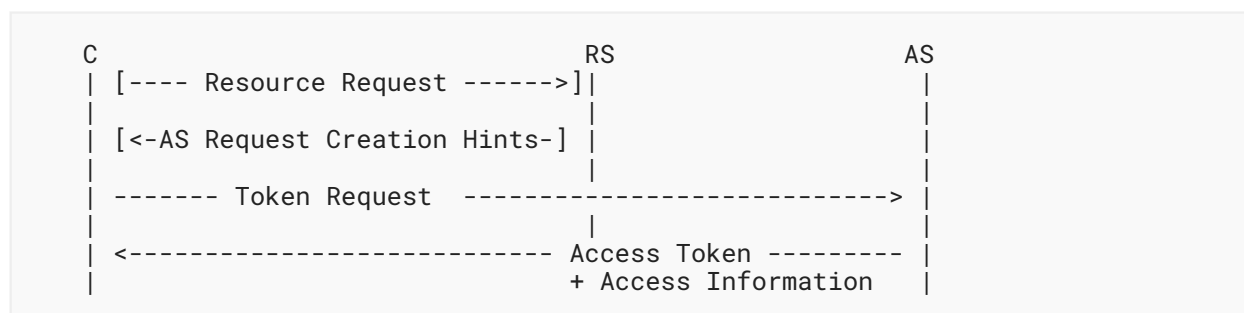 C                                RS                   AS
| [---- Resource Request ------>]|                     |
|                                |                     |
| [<-AS Request Creation Hints-] |                     |
|                                |                     |
| ------- Token Request  ----------------------------> |
|                                |                     |
| <---------------------------- Access Token --------- |
|                               + Access Information   |